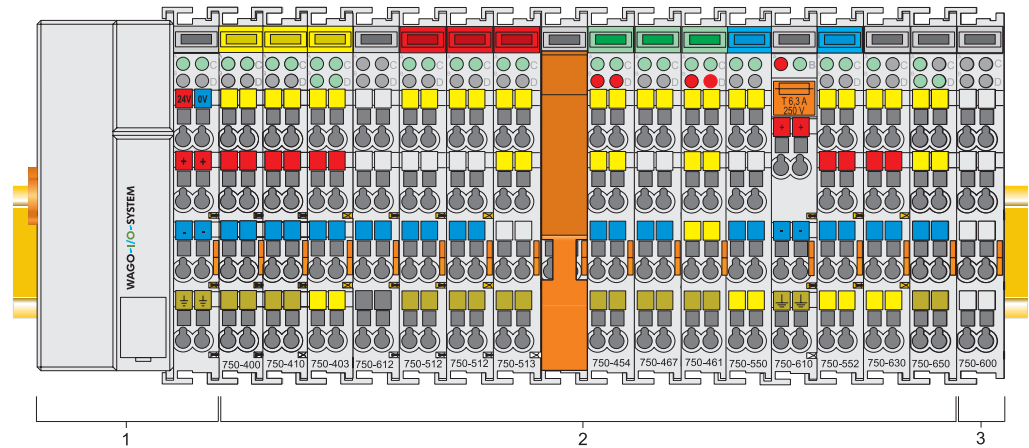 C C C C C C C C C C C B C C C C
D D D D D D D D D D D D D D D
24V 0V
T 6,3 A
250 V
+ +
+ +
- -
- -
WAGO-I/O-SYSTEM
750-400 750-410 750-403 750-612 750-512 750-512 750-513 750-454 750-467 750-461 750-550 750-610 750-552 750-630 750-650 750-600
1 2 3